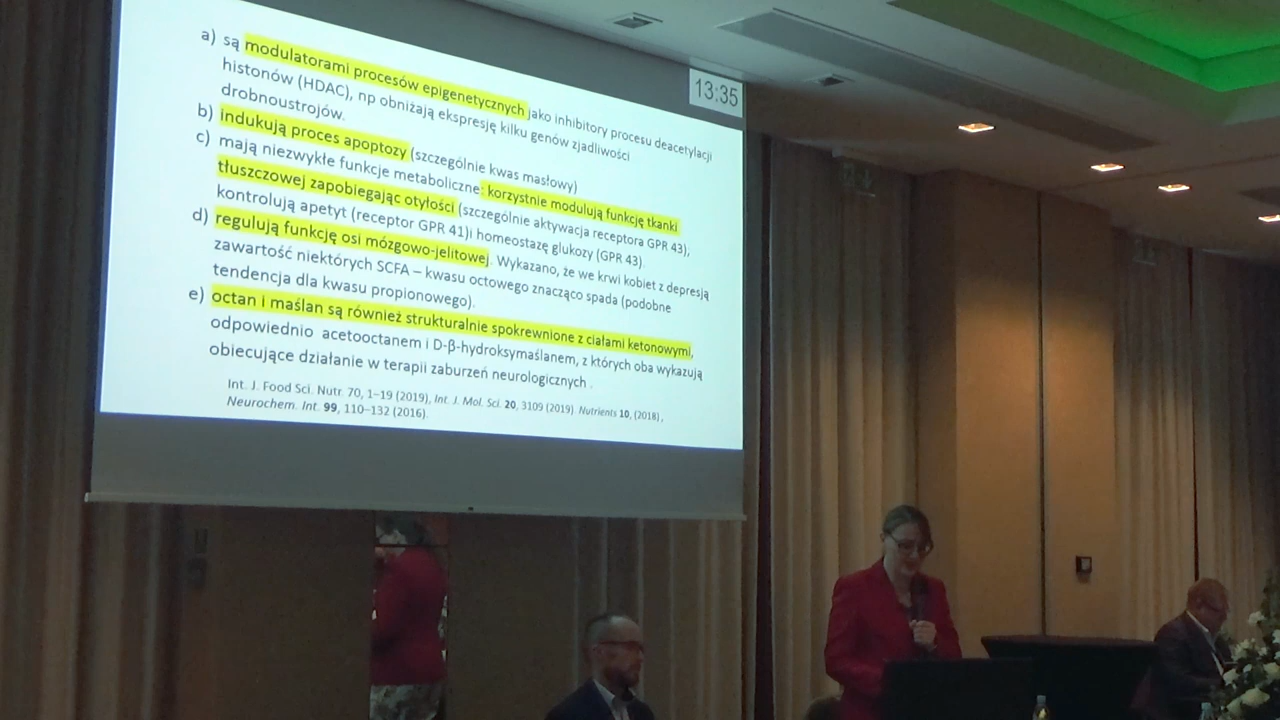 13:35
a) są modulatorami procesów epigenetycznych jako inhibitory procesu deacetylacji
histonów (HDAC), np obniżają ekspresję kilku genów zjadliwości
drobnoustrojów.
b) indukują proces apoptozy (szczególnie kwas masłowy)
c) mają niezwykłe funkcje metaboliczne: korzystnie modulują funkcję tkanki
tłuszczowej zapobiegając otyłości (szczególnie aktywacja receptora GPR 43),
kontrolują apetyt (receptor GPR 41)i homeostazę glukozy (GPR 43).
d) regulują funkcję osi mózgowo-jelitowej. Wykazano, że we krwi kobiet z depresją
zawartość niektórych SCFA – kwasu octowego znacząco spada (podobne
tendencja dla kwasu propionowego).
e) octan i maślan są również strukturalnie spokrewnione z ciałami ketonowymi,
odpowiednio acetooctanem i D-β-hydroksymaślanem, z których oba wykazują
obiecujące działanie w terapii zaburzeń neurologicznych .
Int. J. Food Sci. Nutr. 70, 1–19 (2019), Int. J. Mol. Sci. 20, 3109 (2019) Nutrients 10, (2018),
Neurochem. Int. 99, 110–132 (2016).